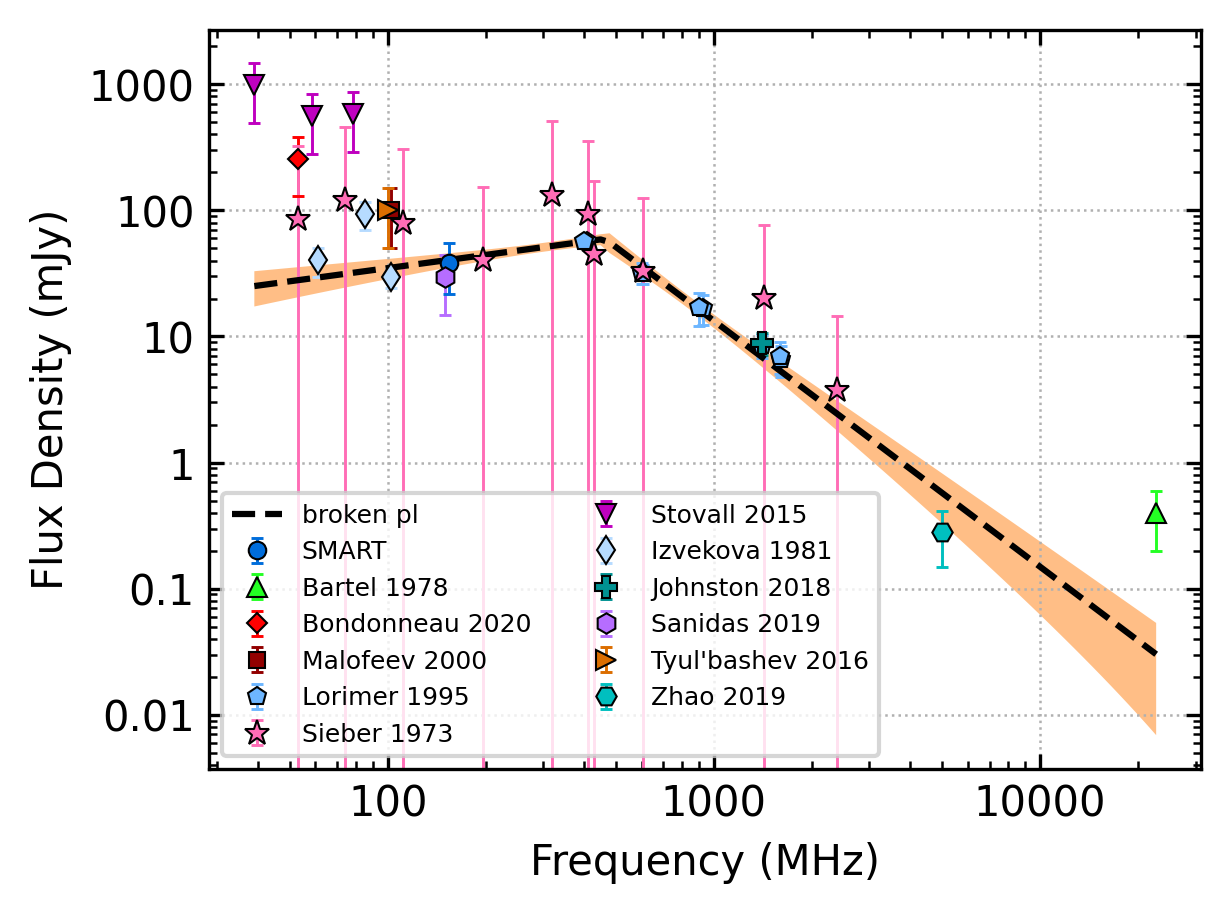 1000
100
10
1
0.1
0.01
Flux Density (mJy)
broken pl
SMART
Bartel 1978
Bondonneau 2020
Malofeev 2000
Lorimer 1995
Sieber 1973
Stovall 2015
Izvekova 1981
Johnston 2018
Sanidas 2019
Tyul'bashev 2016
Zhao 2019
100
1000
10000
Frequency (MHz)